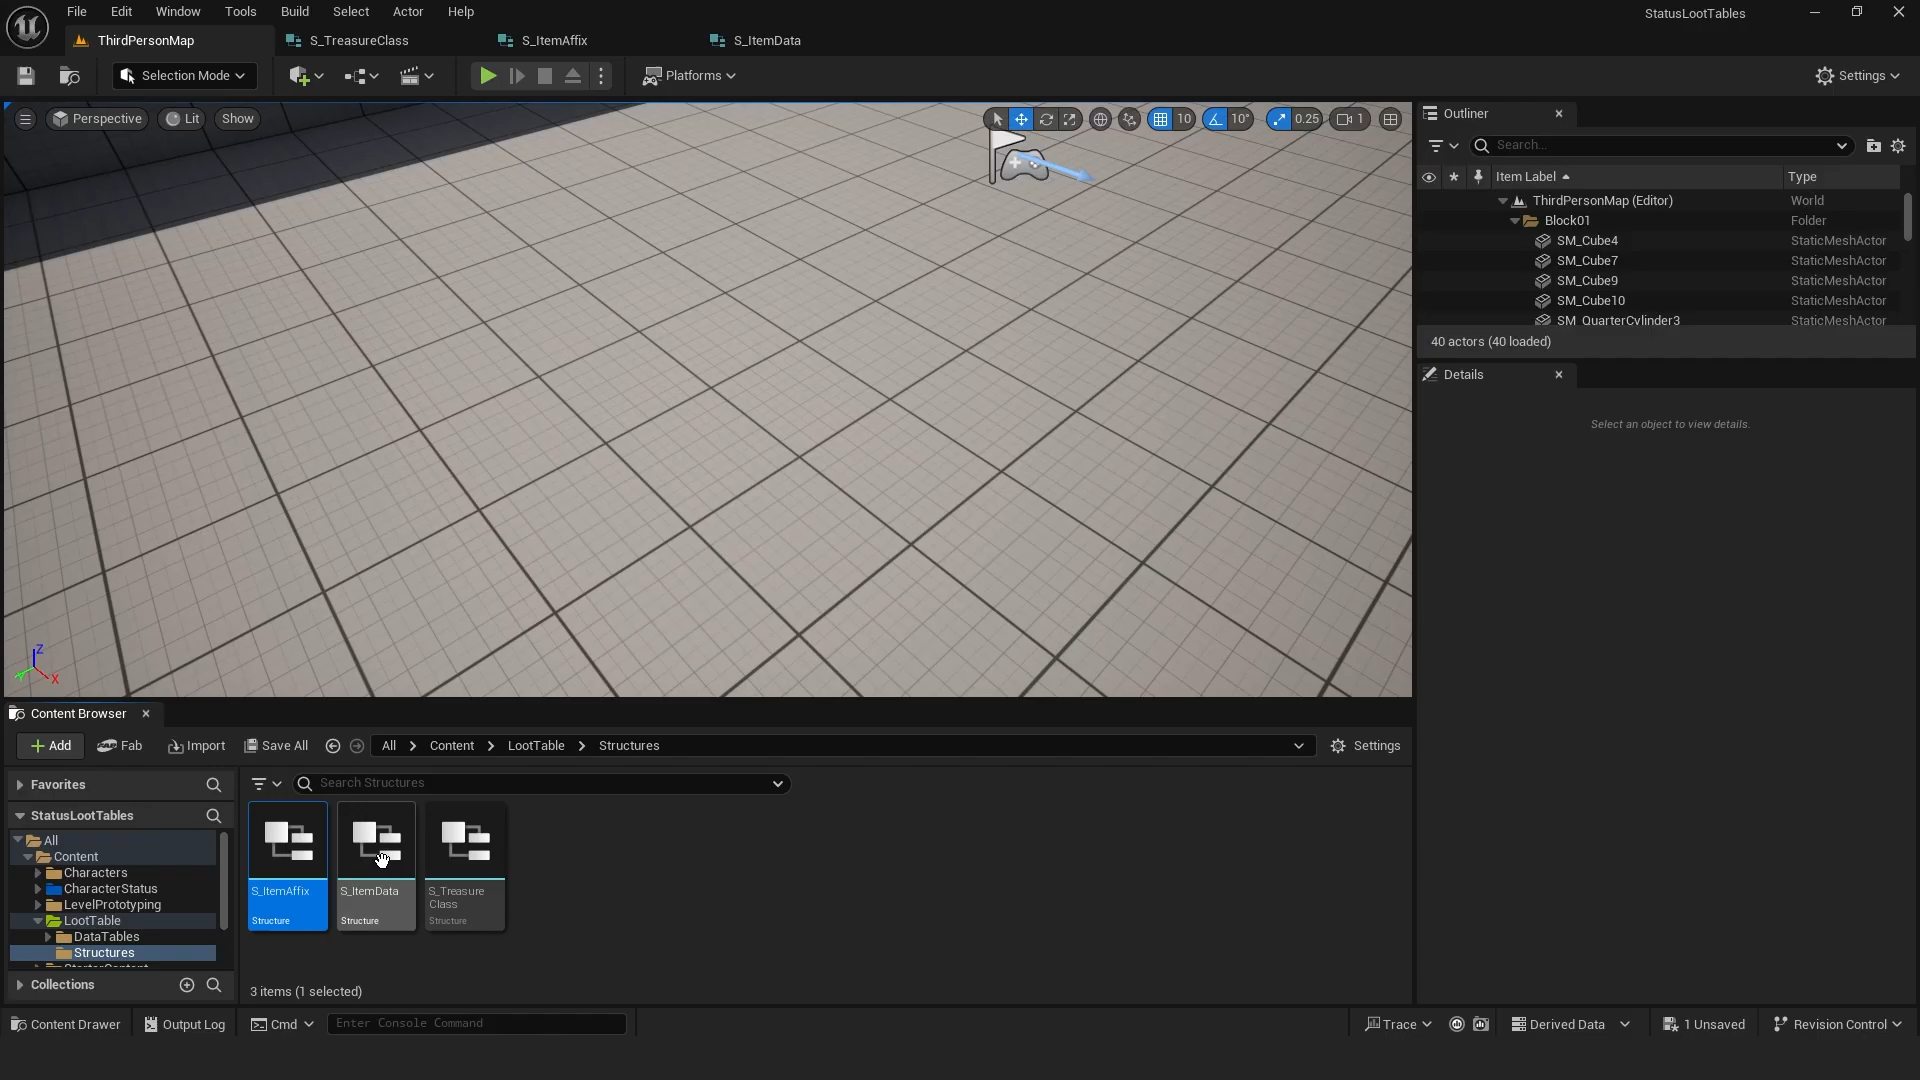 File Edit Window Tools Build Select Actor Help
StatusLootTables
ThirdPersonMap
S_TreasureClass
S_ItemAffix
S_ItemData
Selection Mode
Platforms
Settings
Perspective
Lit
Show
10
10°
0.25
1
Outliner
Search...
Item Label
Type
ThirdPersonMap (Editor) World
Block01 Folder
SM_Cube4 StaticMeshActor
SM_Cube7 StaticMeshActor
SM_Cube9 StaticMeshActor
SM_Cube10 StaticMeshActor
SM_QuarterCylinder3 StaticMeshActor
40 actors (40 loaded)
Details
Select an object to view details.
Z
X
Content Browser
Add
Fab
Import
Save All
All
Content
LootTable
Structures
Settings
Favorites
Search Structures
StatusLootTables
All
Content
Characters
CharacterStatus
LevelPrototyping
LootTable
DataTables
Structures
StarterContent
Collections
S_ItemAffix
Structure
S_ItemData
Structure
S_Treasure
Class
Structure
3 items (1 selected)
Content Drawer
Output Log
Cmd
Enter Console Command
Trace
Derived Data
1 Unsaved
Revision Control